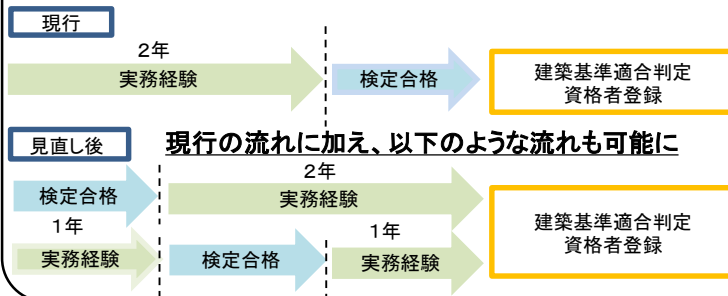 現行
2年
実務経験
検定合格
建築基準適合判定
資格者登録
見直し後
現行の流れに加え、以下のような流れも可能に
検定合格
2年
実務経験
1年
実務経験
検定合格
1年
実務経験
建築基準適合判定
資格者登録